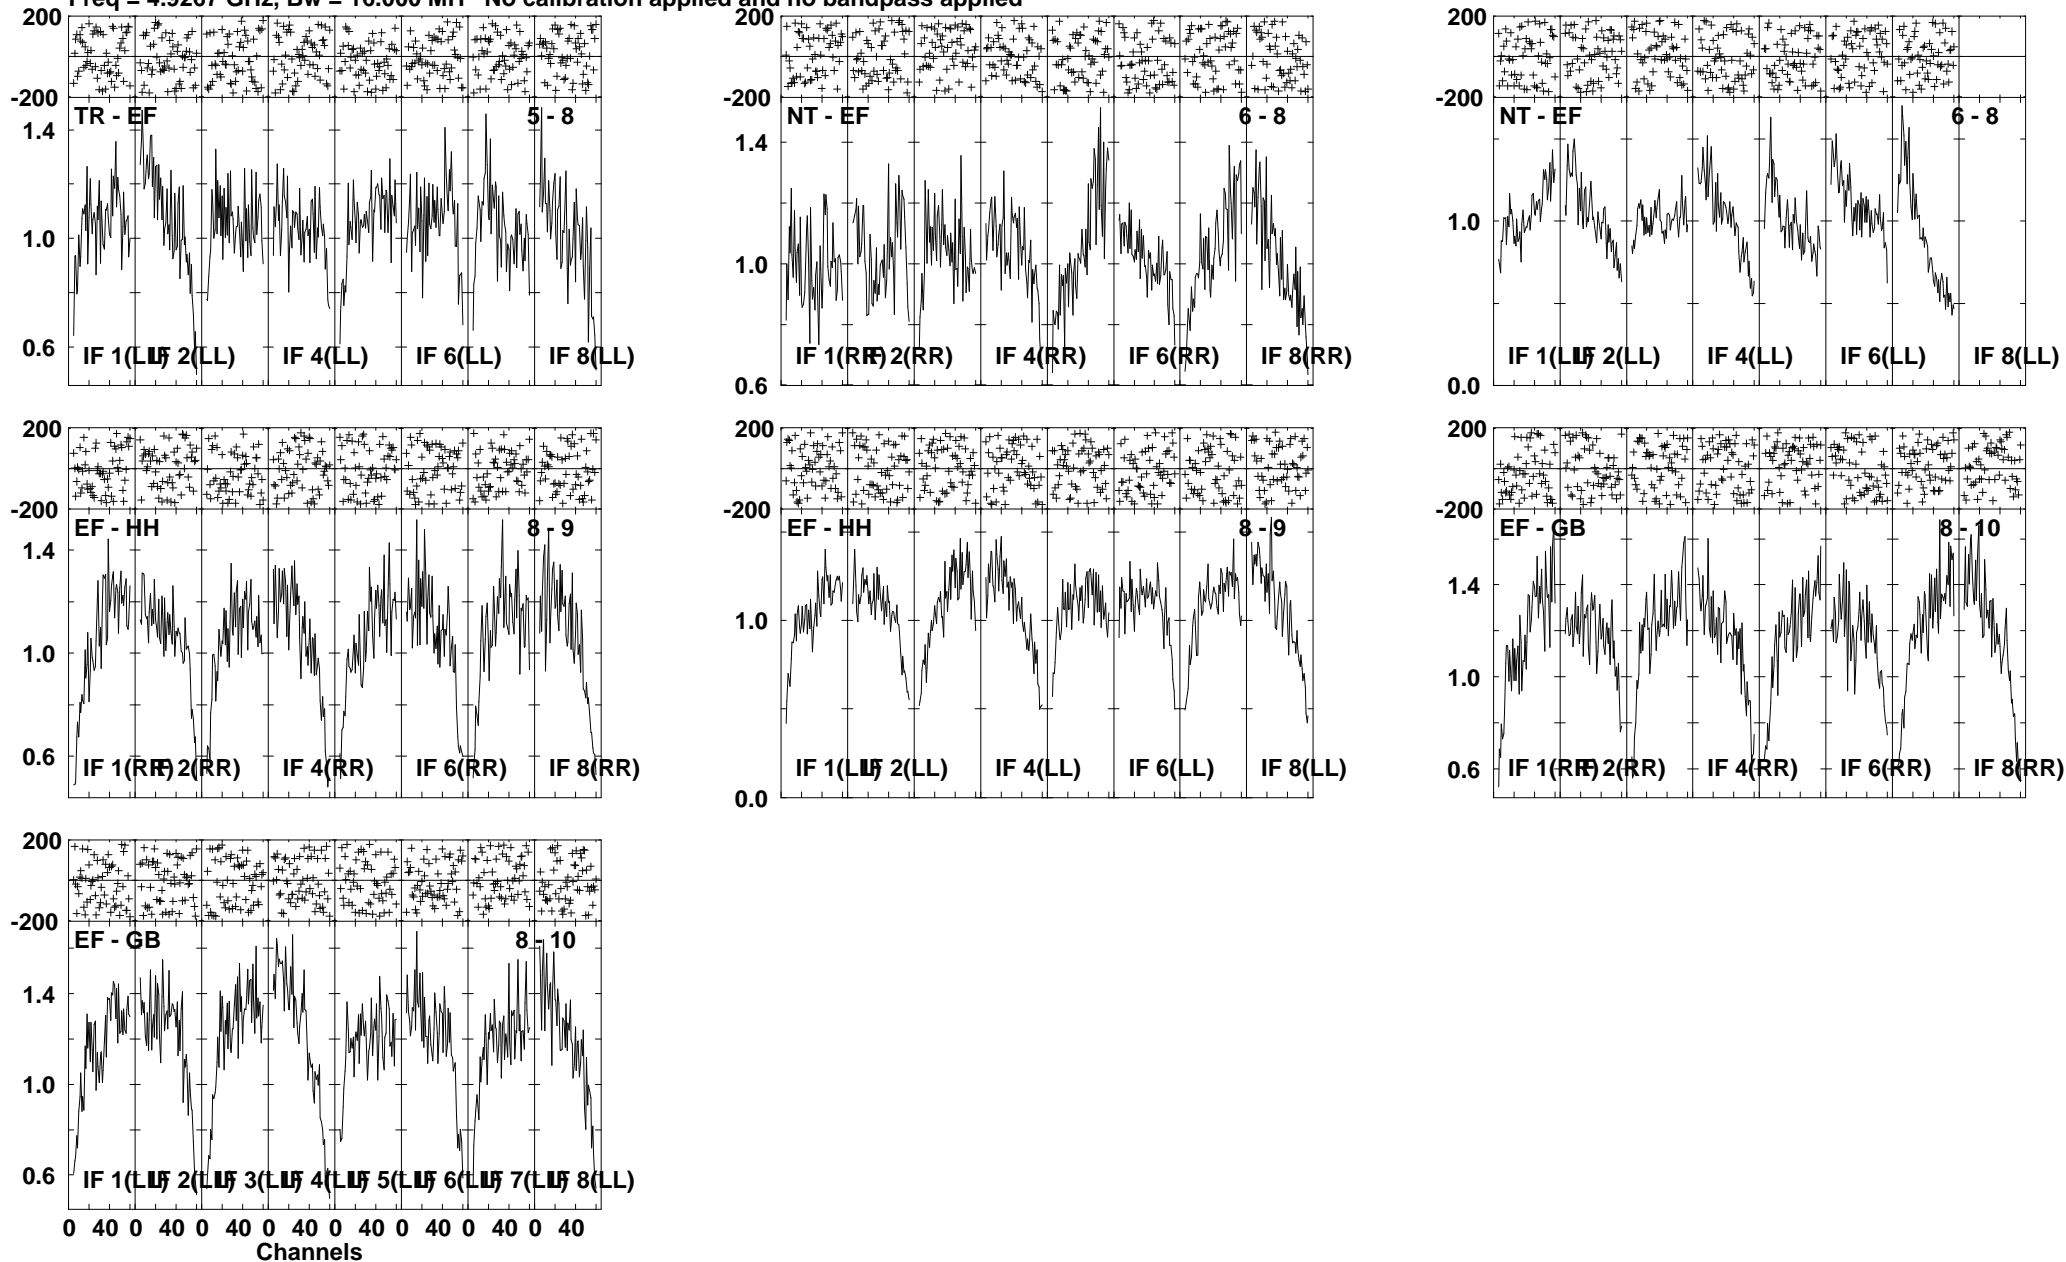 Freq = 4.9267 GHz, Bw = 16.000 MH No calibration applied and no bandpass applied
200 200 200
-200 -200 -200
TR - EF 5 - 8 NT - EF 6 - 8 NT - EF 6 - 8
1.4 1.4
1.0 1.0 1.0
0.6 IF 1(LL) IF 2(LL) IF 4(LL) IF 6(LL) IF 8(LL) IF 1(RR) IF 2(RR) IF 4(RR) IF 6(RR) IF 8(RR) IF 1(LL) IF 2(LL) IF 4(LL) IF 6(LL) IF 8(LL)
0.6 0.0
200 200 200
-200 -200 -200
EF - HH 8 - 9 EF - HH 8 - 9 EF - GB 8 - 10
1.4 1.4
1.0 1.0 1.0
0.6 IF 1(RR) IF 2(RR) IF 4(RR) IF 6(RR) IF 8(RR) IF 1(LL) IF 2(LL) IF 4(LL) IF 6(LL) IF 8(LL) 0.6 IF 1(RR) IF 2(RR) IF 4(RR) IF 6(RR) IF 8(RR)
0.0
200
-200
EF - GB 8 - 10
1.4
1.0
0.6 IF 1(LL) IF 2(LL) IF 3(LL) IF 4(LL) IF 5(LL) IF 6(LL) IF 7(LL) IF 8(LL)
0 40 0 40 0 40 0 40 0 40 0 40 0 40 0 40
Channels